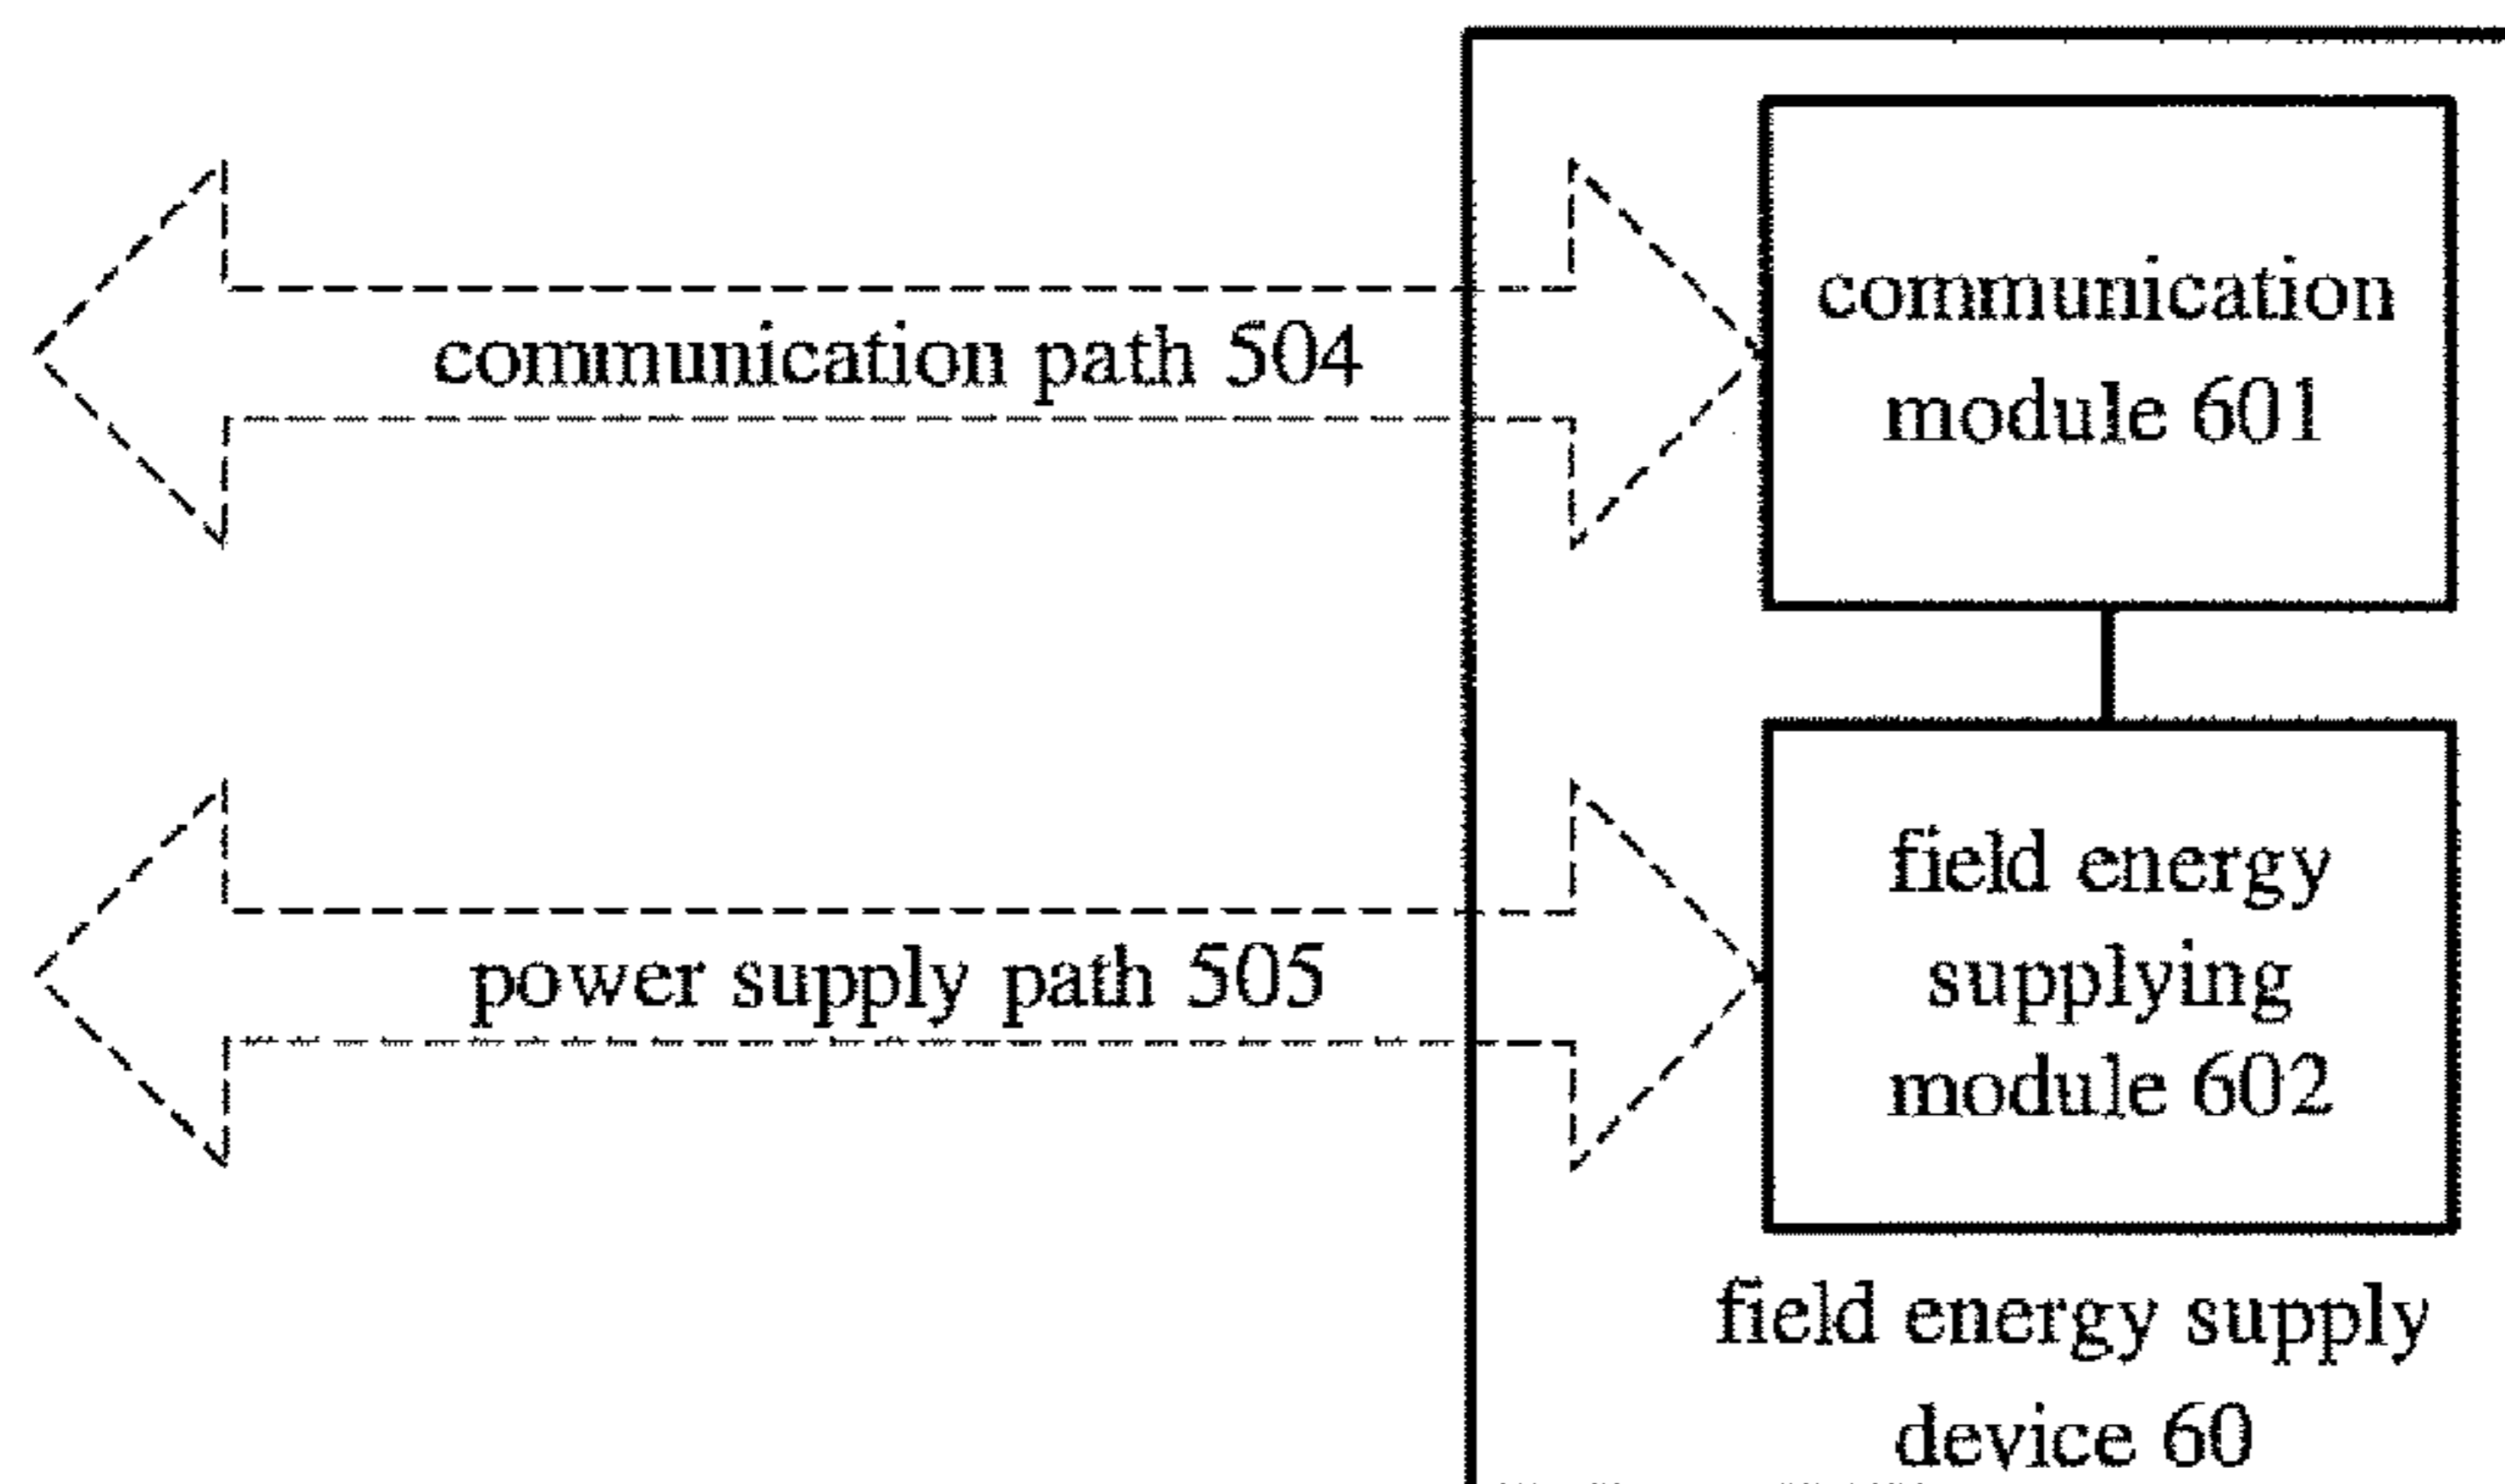 communication path 504
communication
module 601
power supply path 505
field energy
supplying
module 602
field energy supply
device 60